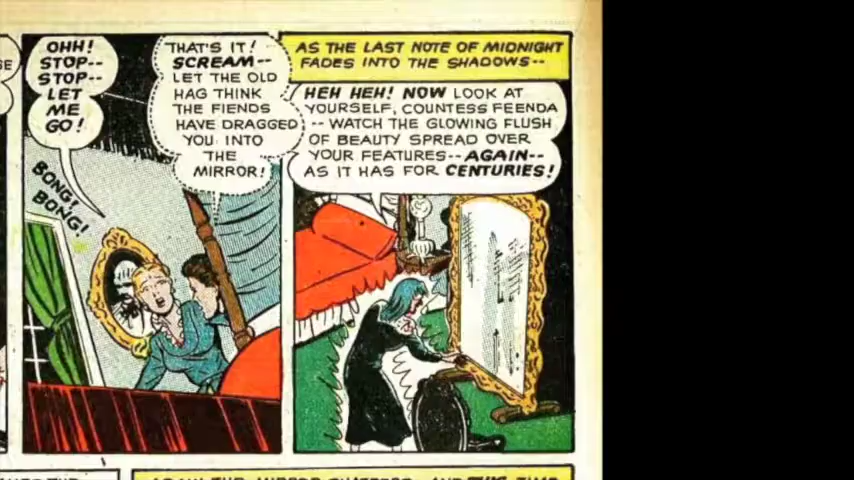 OHH!
STOP--
STOP--
LET
ME
GO!
THAT'S IT!
SCREAM--
LET THE OLD
HAG THINK
THE FIENDS
HAVE DRAGGED
YOU INTO
THE
MIRROR!
BONG!
BONG!
AS THE LAST NOTE OF MIDNIGHT
FADES INTO THE SHADOWS--
HEH HEH! NOW LOOK AT
YOURSELF, COUNTESS FEENDA
-- WATCH THE GLOWING FLUSH
OF BEAUTY SPREAD OVER
YOUR FEATURES--AGAIN--
AS IT HAS FOR CENTURIES!